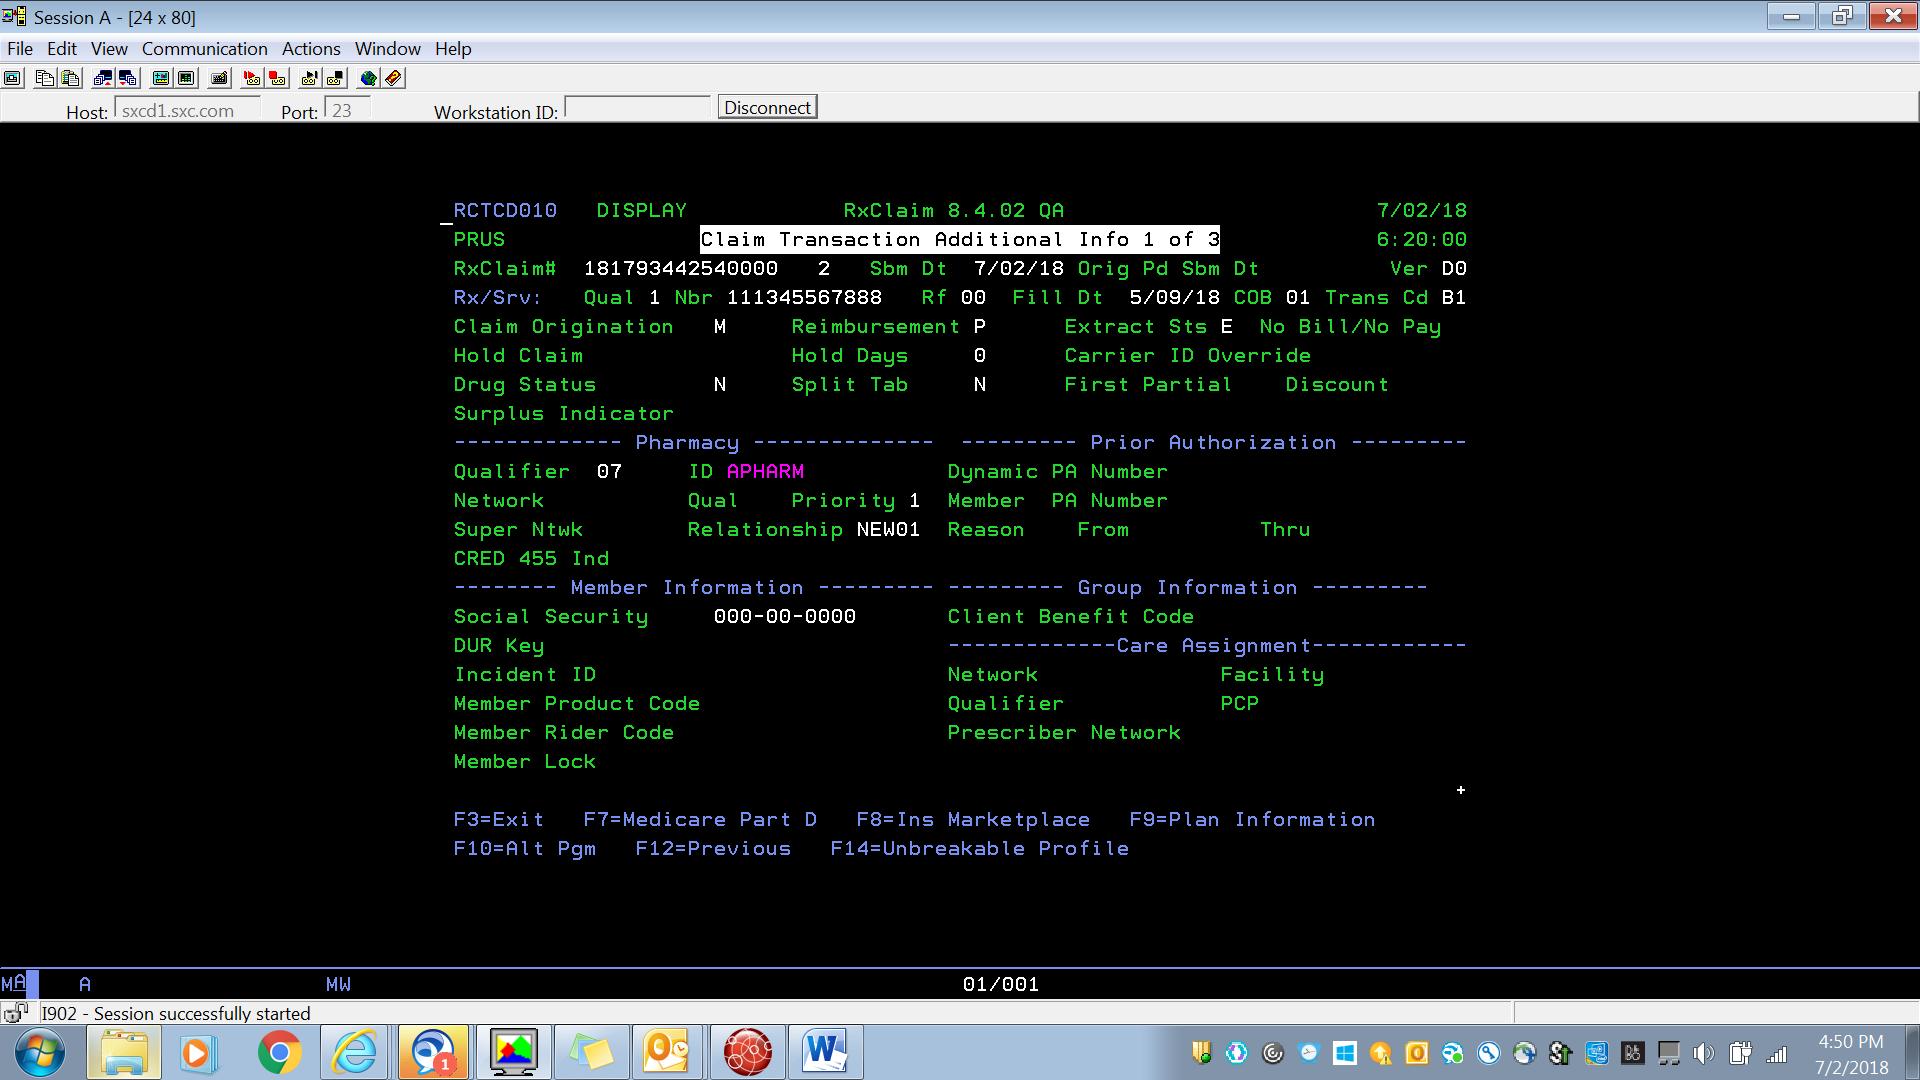 Session A - [24 x 80]
File Edit View Communication Actions Window Help
Host: sxcd1.sxc.com Port: 23 Workstation ID: Disconnect
RCTCD010 DISPLAY RxClaim 8.4.02 QA 7/02/18
PRUS Claim Transaction Additional Info 1 of 3 6:20:00
RxClaim# 181793442540000 2 Sbm Dt 7/02/18 Orig Pd Sbm Dt Ver D0
Rx/Srv: Qual 1 Nbr 111345567888 Rf 00 Fill Dt 5/09/18 COB 01 Trans Cd B1
Claim Origination M Reimbursement P Extract Sts E No Bill/No Pay
Hold Claim Hold Days 0 Carrier ID Override
Drug Status N Split Tab N First Partial Discount
Surplus Indicator
------------- Pharmacy -------------- --------- Prior Authorization ---------
Qualifier 07 ID APHARM Dynamic PA Number
Network Qual Priority 1 Member PA Number
Super Ntwk Relationship NEW01 Reason From Thru
CRED 455 Ind
-------- Member Information --------- --------- Group Information ---------
Social Security 000-00-0000 Client Benefit Code
DUR Key -------------Care Assignment------------
Incident ID Network Facility
Member Product Code Qualifier PCP
Member Rider Code Prescriber Network
Member Lock
+
F3=Exit F7=Medicare Part D F8=Ins Marketplace F9=Plan Information
F10=Alt Pgm F12=Previous F14=Unbreakable Profile
MA A MW 01/001
I902 - Session successfully started
1
4:50 PM
7/2/2018